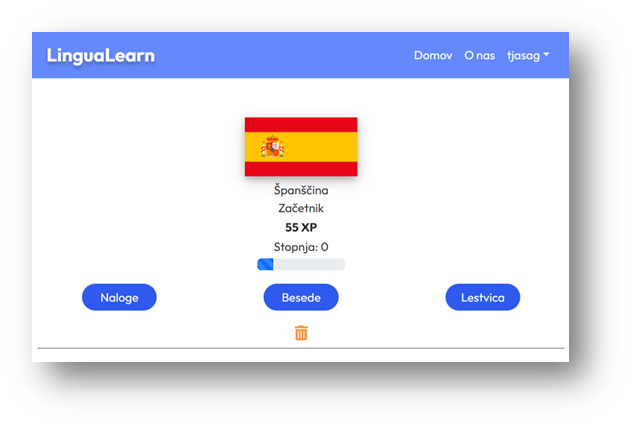 LinguaLearn Domov O nas tjasag
Španščina
Začetnik
55 XP
Stopnja: 0
Naloge Besede Lestvica